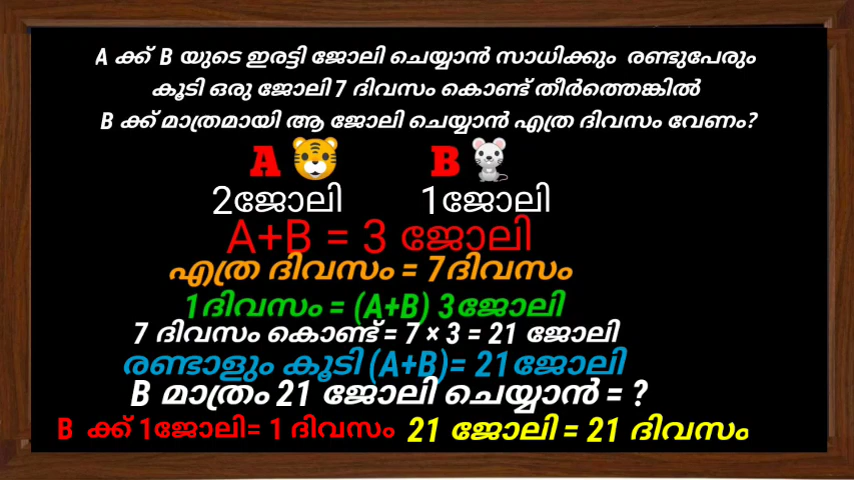 A ക്ക് B യുടെ ഇരട്ടി ജോലി ചെയ്യാൻ സാധിക്കും രണ്ടുപേരും
കൂടി ഒരു ജോലി 7 ദിവസം കൊണ്ട് തീർത്തെങ്കിൽ
B ക്ക് മാത്രമായി ആ ജോലി ചെയ്യാൻ എത്ര ദിവസം വേണം?
A B
2ജോലി 1ജോലി
A+B = 3 ജോലി
എത്ര ദിവസം = 7ദിവസം
1ദിവസം = (A+B) 3ജോലി
7 ദിവസം കൊണ്ട് = 7 × 3 = 21 ജോലി
രണ്ടാളും കൂടി (A+B)= 21ജോലി
B മാത്രം 21 ജോലി ചെയ്യാൻ = ?
B ക്ക് 1ജോലി= 1 ദിവസം 21 ജോലി = 21 ദിവസം